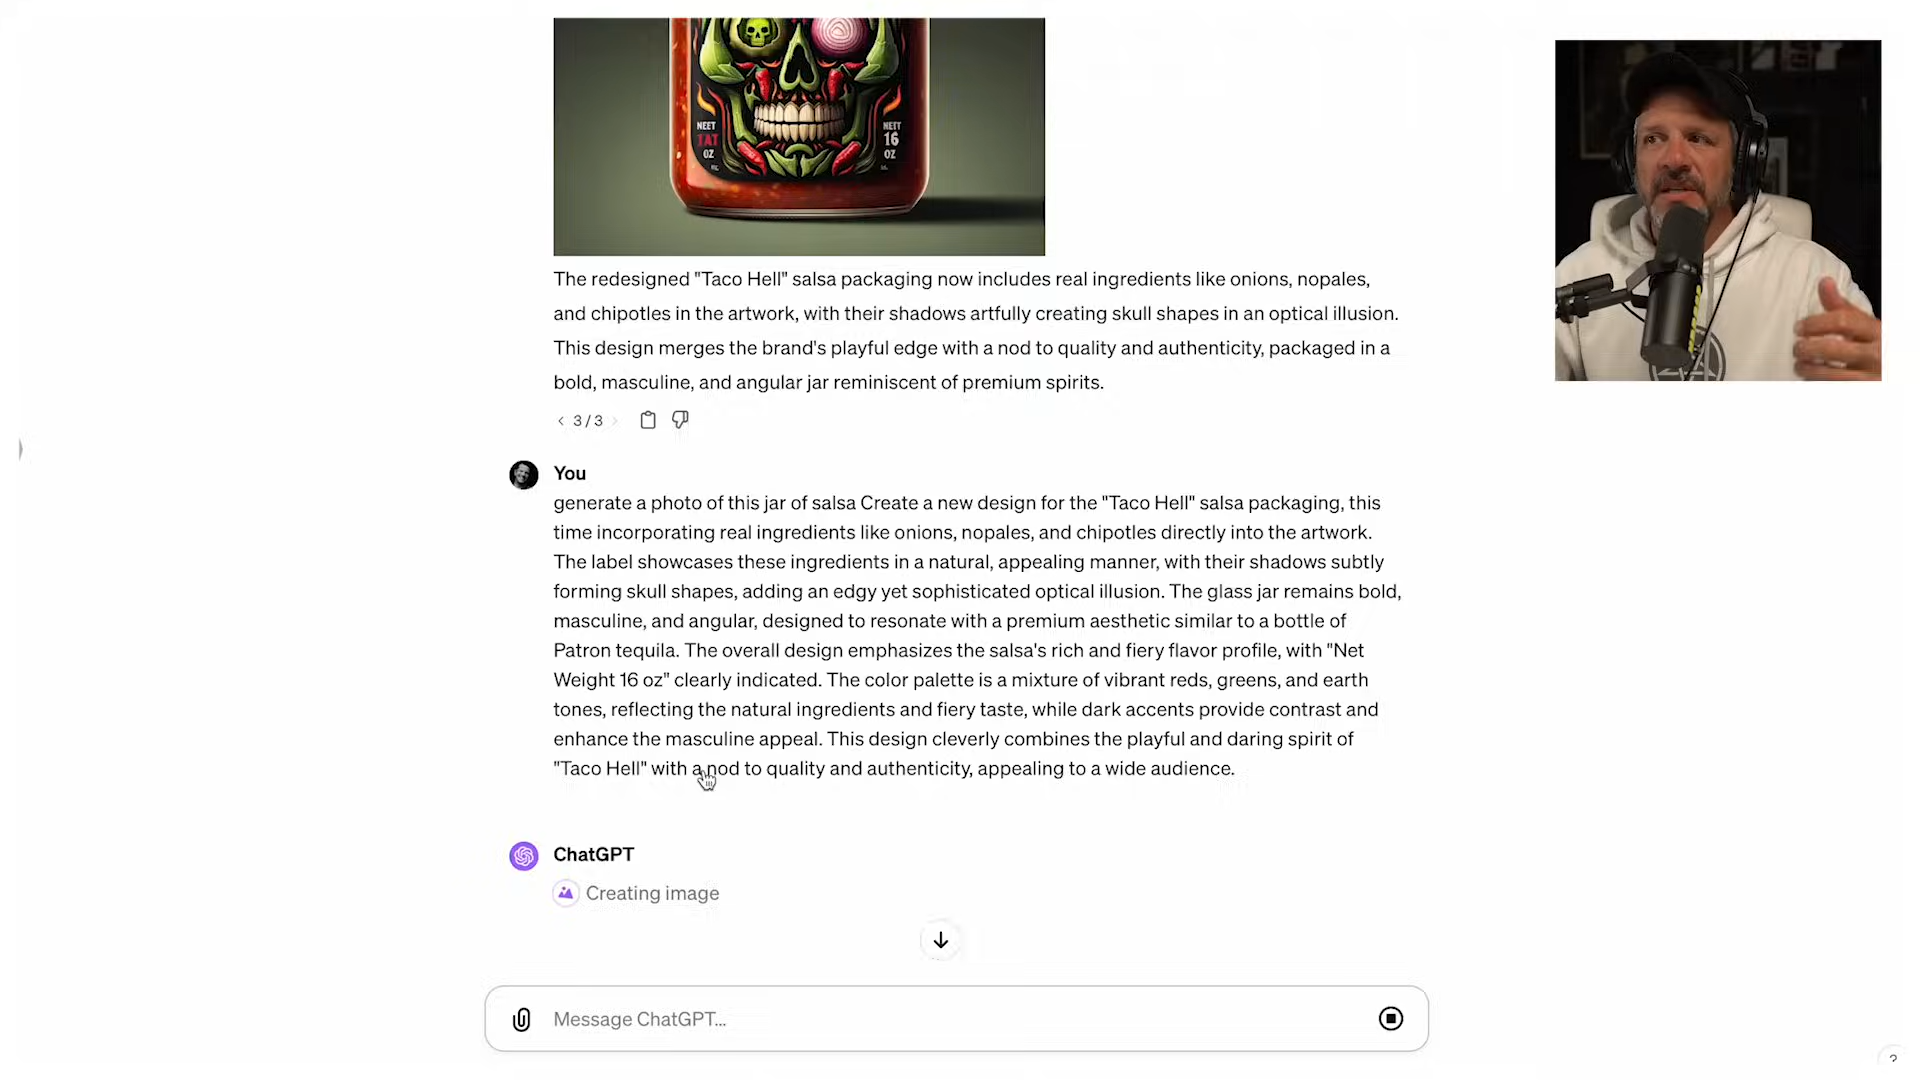 NEET
1AT
OZ
NETT
16
OZ
The redesigned "Taco Hell" salsa packaging now includes real ingredients like onions, nopales,
and chipotles in the artwork, with their shadows artfully creating skull shapes in an optical illusion.
This design merges the brand's playful edge with a nod to quality and authenticity, packaged in a
bold, masculine, and angular jar reminiscent of premium spirits.
3/3
You
generate a photo of this jar of salsa Create a new design for the "Taco Hell" salsa packaging, this
time incorporating real ingredients like onions, nopales, and chipotles directly into the artwork.
The label showcases these ingredients in a natural, appealing manner, with their shadows subtly
forming skull shapes, adding an edgy yet sophisticated optical illusion. The glass jar remains bold,
masculine, and angular, designed to resonate with a premium aesthetic similar to a bottle of
Patron tequila. The overall design emphasizes the salsa's rich and fiery flavor profile, with "Net
Weight 16 oz" clearly indicated. The color palette is a mixture of vibrant reds, greens, and earth
tones, reflecting the natural ingredients and fiery taste, while dark accents provide contrast and
enhance the masculine appeal. This design cleverly combines the playful and daring spirit of
"Taco Hell" with a nod to quality and authenticity, appealing to a wide audience.
ChatGPT
Creating image
Message ChatGPT...
?